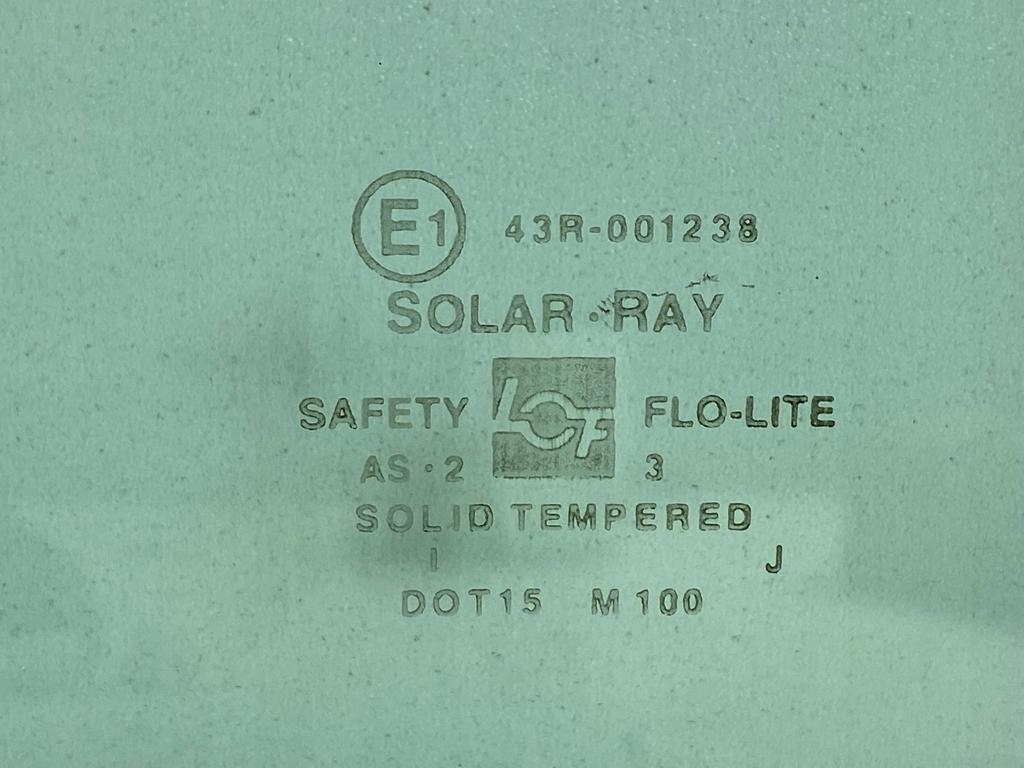 E1 43R-001238
SOLAR·RAY
SAFETY LOF FLO-LITE
AS·2 3
SOLID TEMPERED
I J
DOT15 M100